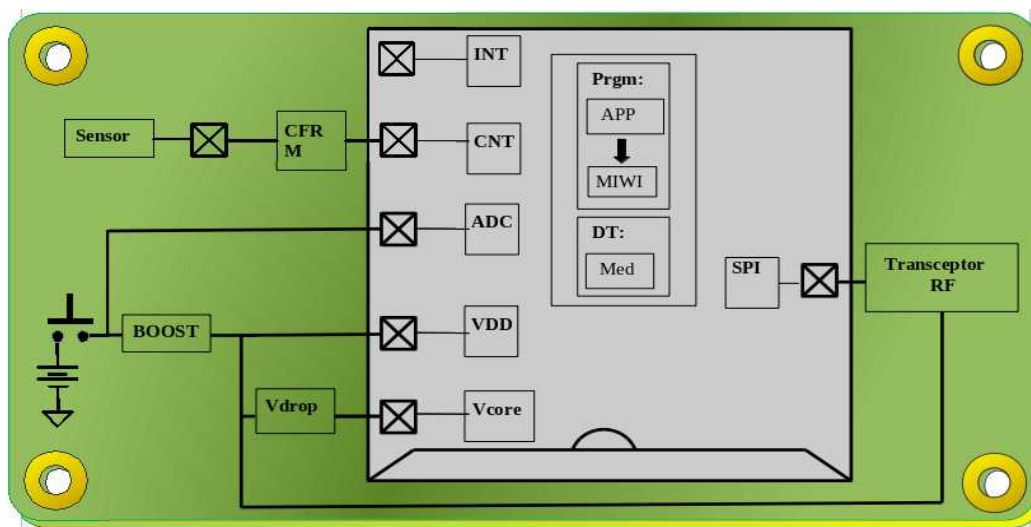 INT
Prgm:
APP
MIWI
Sensor
CFR
M
CNT
ADC
DT:
Med
SPI
Transceptor
RF
BOOST
VDD
Vdrop
Vcore